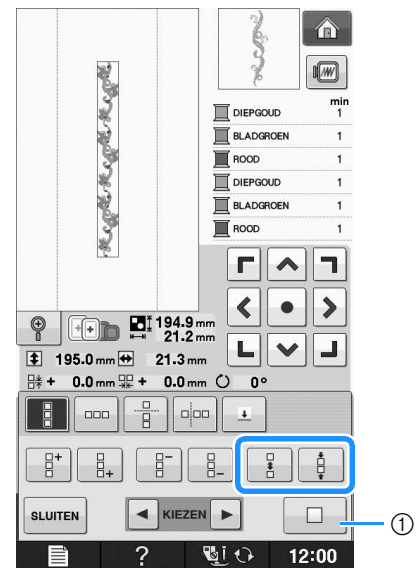 min
DIEPGOUD 1
BLADGROEN 1
ROOD 1
DIEPGOUD 1
BLADGROEN 1
ROOD 1
194.9 mm
21.2 mm
195.0 mm 21.3 mm
+ 0.0 mm + 0.0 mm 0°
SLUITEN KIEZEN ①
? 12:00